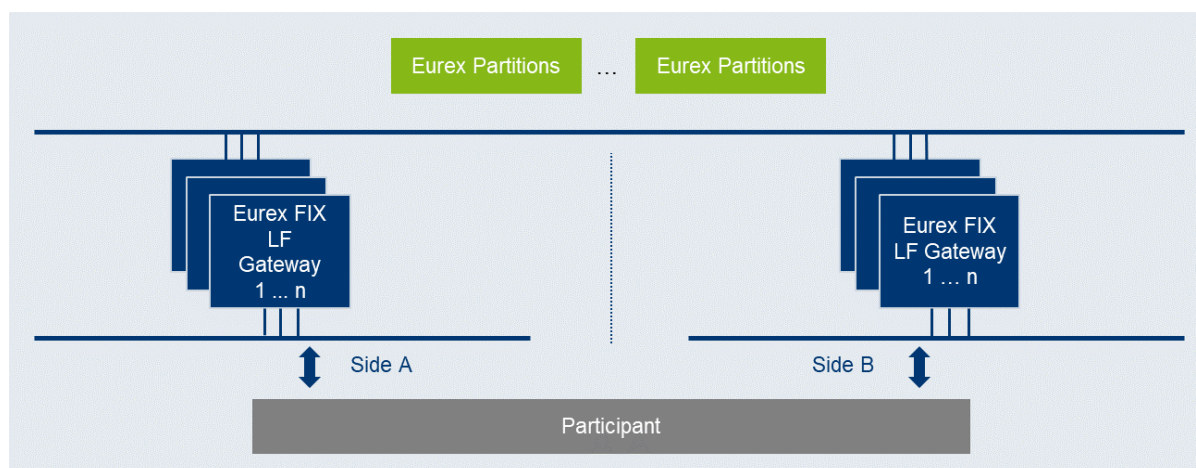 Eurex Partitions … Eurex Partitions
Eurex FIX
LF
Gateway
1 ... n
Eurex FIX
LF Gateway
1 … n
Side A
Side B
Participant